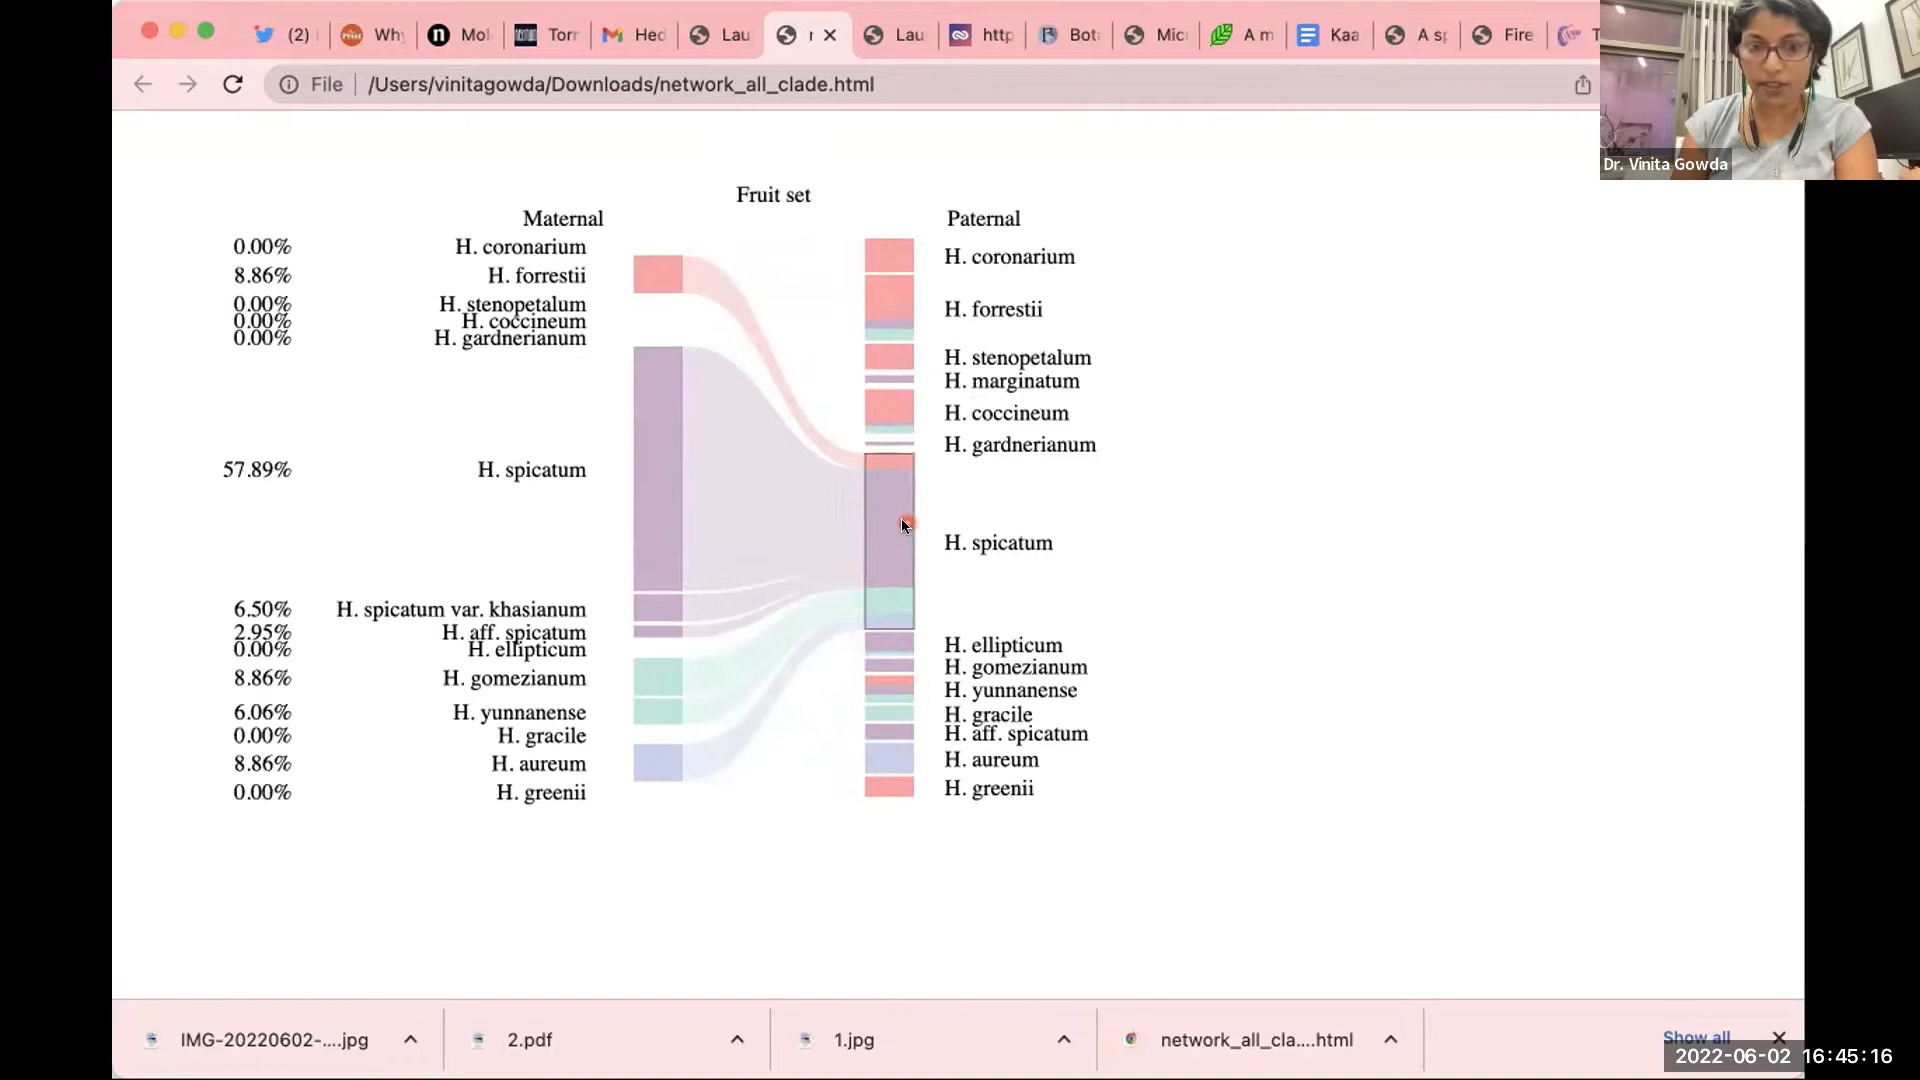 (2) Why Mol Torr Hed Lau Lau http Bota Mic A m Kaa A sp Fire
File /Users/vinitagowda/Downloads/network_all_clade.html
Dr. Vinita Gowda
Fruit set
Maternal Paternal
0.00% H. coronarium H. coronarium
8.86% H. forrestii H. forrestii
0.00% H. stenopetalum
0.00% H. coccineum
0.00% H. gardnerianum
H. stenopetalum
H. marginatum
H. coccineum
H. gardnerianum
57.89% H. spicatum
H. spicatum
6.50% H. spicatum var. khasianum
2.95% H. aff. spicatum
0.00% H. ellipticum H. ellipticum
8.86% H. gomezianum H. gomezianum
H. yunnanense
6.06% H. yunnanense H. gracile
0.00% H. gracile H. aff. spicatum
8.86% H. aureum H. aureum
0.00% H. greenii H. greenii
IMG-20220602-....jpg 2.pdf 1.jpg network_all_cla....html Show all
2022-06-02 16:45:16